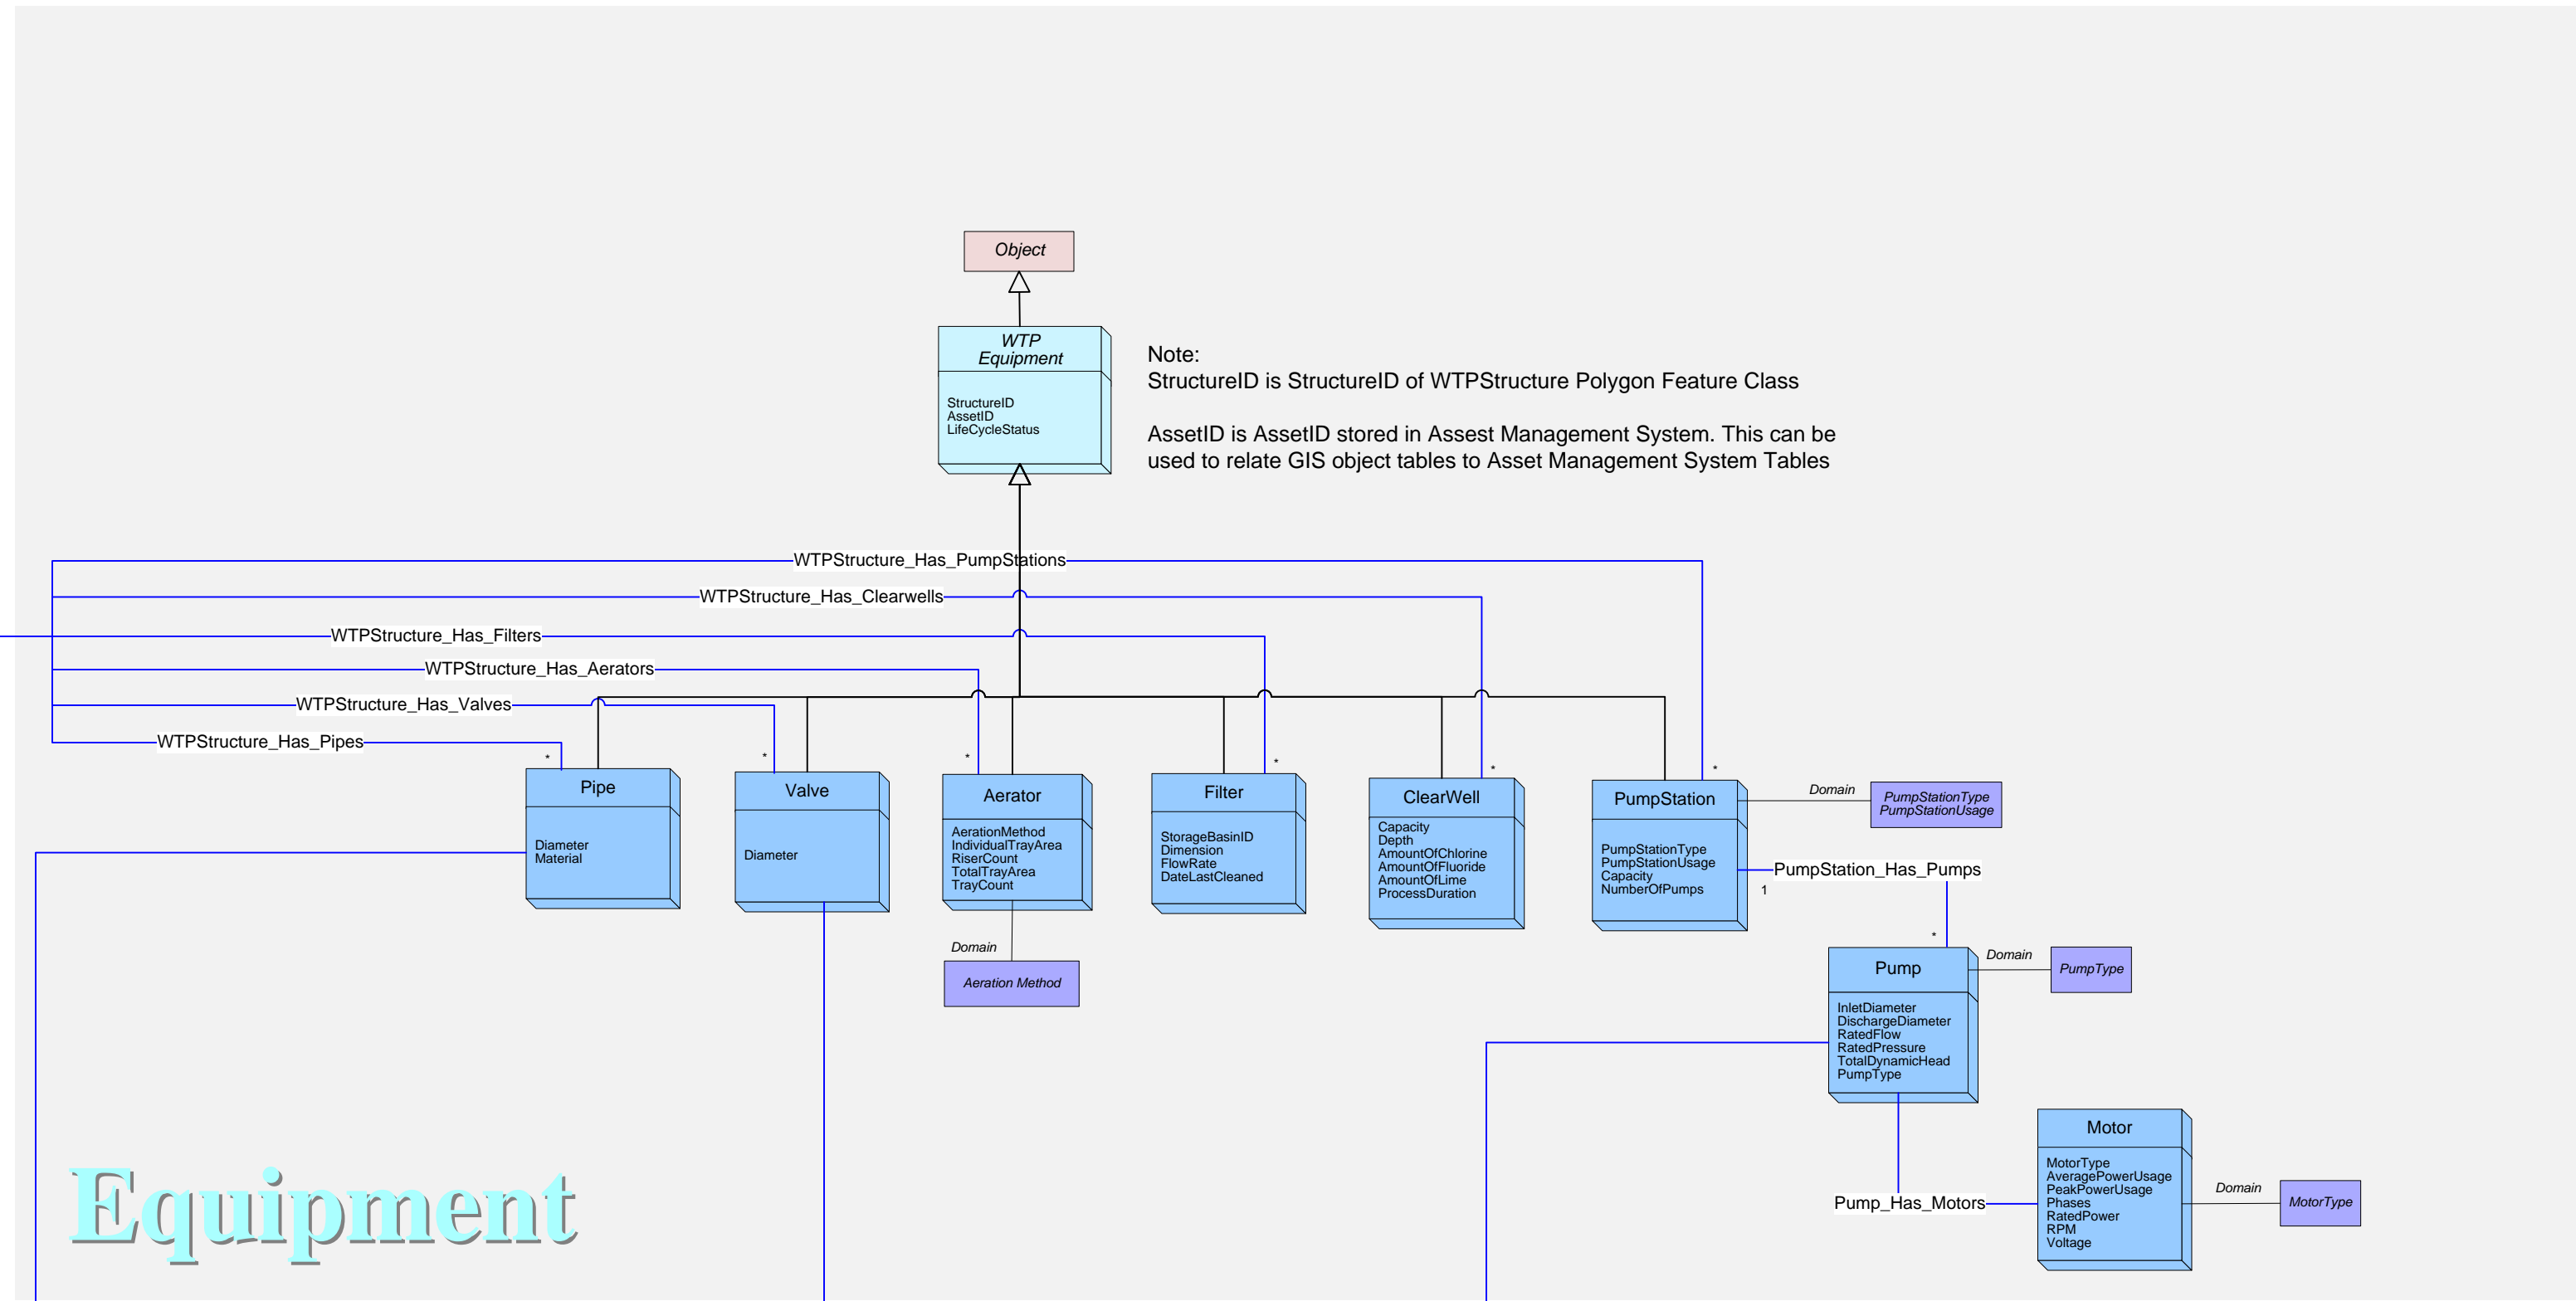 Object
WTP
Equipment
StructureID
AssetID
LifeCycleStatus
Note:
StructureID is StructureID of WTPStructure Polygon Feature Class
AssetID is AssetID stored in Assest Management System. This can be
used to relate GIS object tables to Asset Management System Tables
WTPStructure_Has_PumpStations
WTPStructure_Has_Clearwells
WTPStructure_Has_Filters
WTPStructure_Has_Aerators
WTPStructure_Has_Valves
WTPStructure_Has_Pipes
*
*
*
*
*
*
Pipe
Diameter
Material
Valve
Diameter
Aerator
AerationMethod
IndividualTrayArea
RiserCount
TotalTrayArea
TrayCount
Domain
Aeration Method
Filter
StorageBasinID
Dimension
FlowRate
DateLastCleaned
ClearWell
Capacity
Depth
AmountOfChlorine
AmountOfFluoride
AmountOfLime
ProcessDuration
PumpStation
PumpStationType
PumpStationUsage
Capacity
NumberOfPumps
Domain
PumpStationType
PumpStationUsage
PumpStation_Has_Pumps
1
*
Pump
InletDiameter
DischargeDiameter
RatedFlow
RatedPressure
TotalDynamicHead
PumpType
Domain
PumpType
Pump_Has_Motors
Motor
MotorType
AveragePowerUsage
PeakPowerUsage
Phases
RatedPower
RPM
Voltage
Domain
MotorType
Equipment